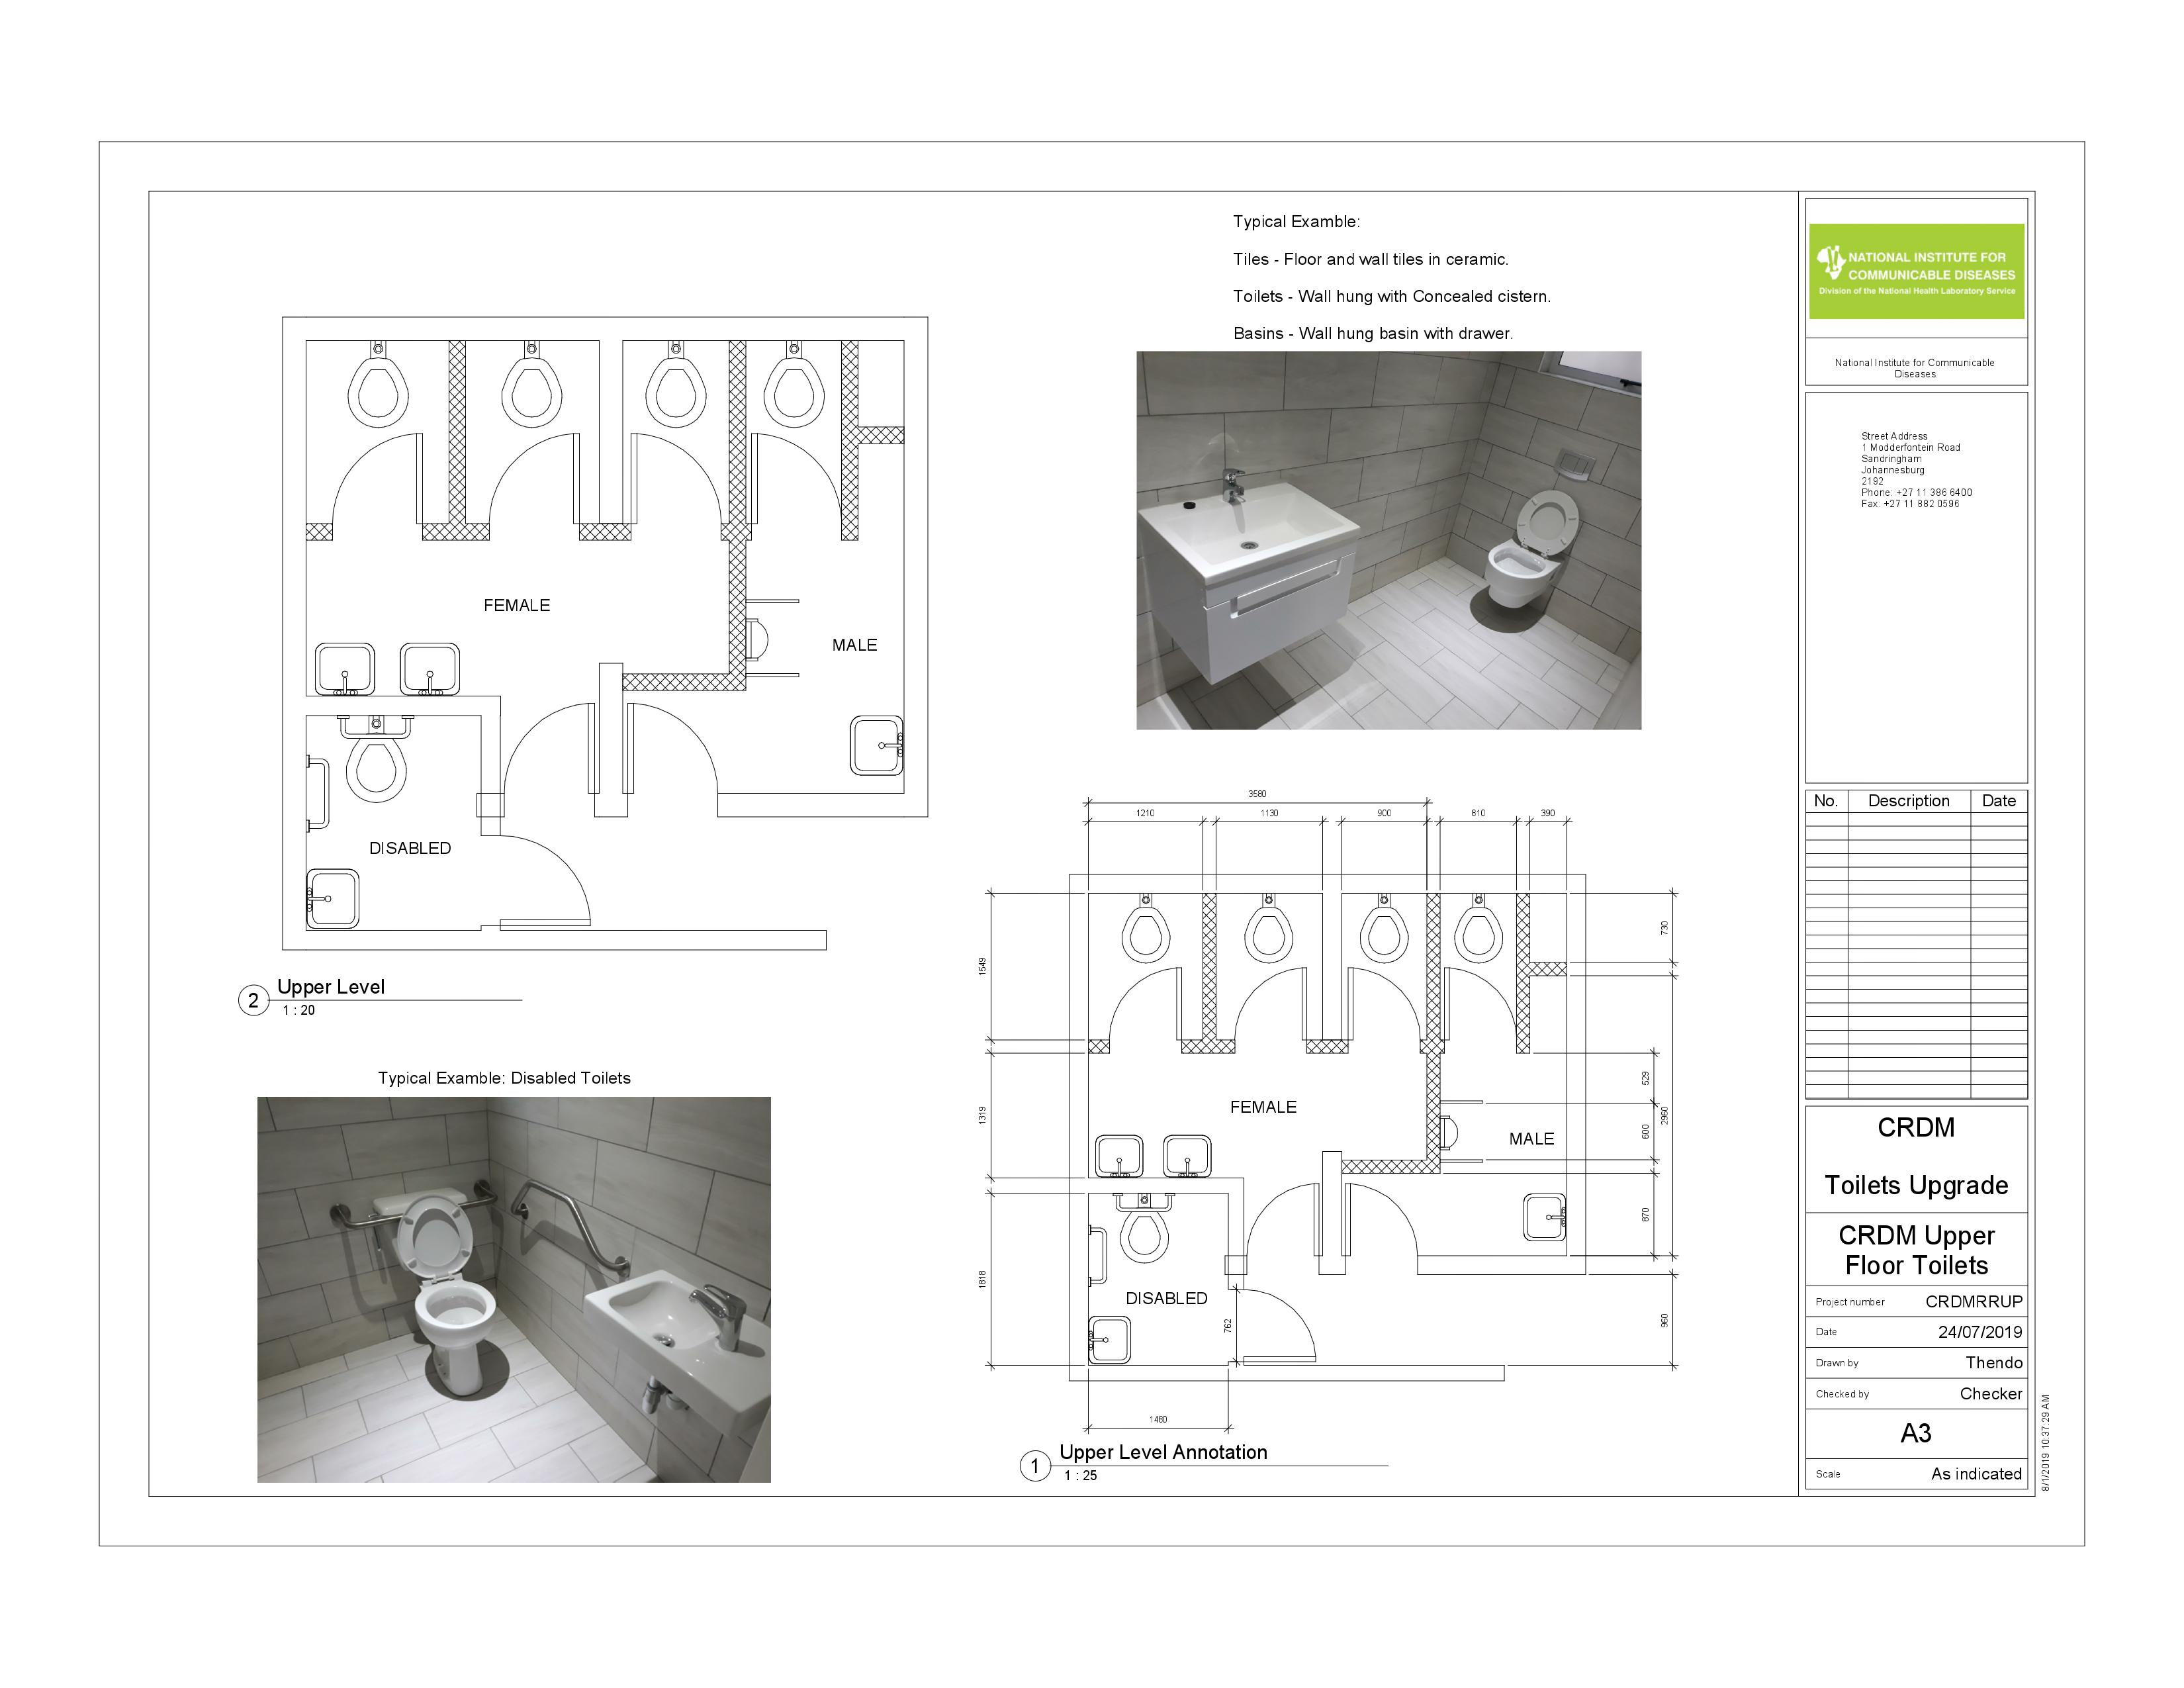 Typical Examble:
Tiles - Floor and wall tiles in ceramic.
Toilets - Wall hung with Concealed cistern.
Basins - Wall hung basin with drawer.
FEMALE
MALE
DISABLED
2
Upper Level
1 : 20
Typical Examble: Disabled Toilets
3580
1210
1130
900
810
390
1549
1319
1818
730
2960
529
600
870
960
762
1480
FEMALE
MALE
DISABLED
1
Upper Level Annotation
1 : 25
NATIONAL INSTITUTE FOR
COMMUNICABLE DISEASES
Division of the National Health Laboratory Service
National Institute for Communicable
Diseases
Street Address
1 Modderfontein Road
Sandringham
Johannesburg
2192
Phone: +27 11 386 6400
Fax: +27 11 882 0596
No. Description Date
CRDM
Toilets Upgrade
CRDM Upper
Floor Toilets
Project number CRDMRRUP
Date 24/07/2019
Drawn by Thendo
Checked by Checker
A3
Scale As indicated
8/1/2019 10:37:29 AM